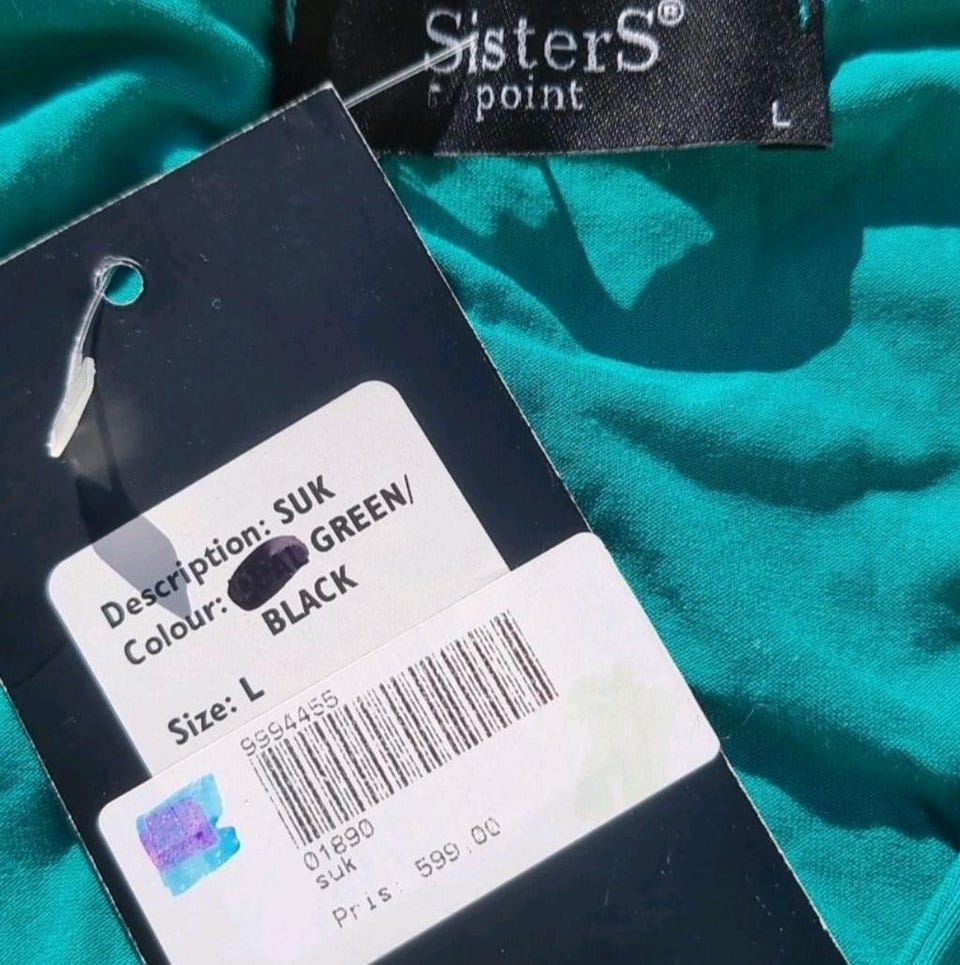 SisterS®
point
L
Description: SUK
Colour: GREEN/
BLACK
Size: L
9994455
01890
suk
Pris: 599.00